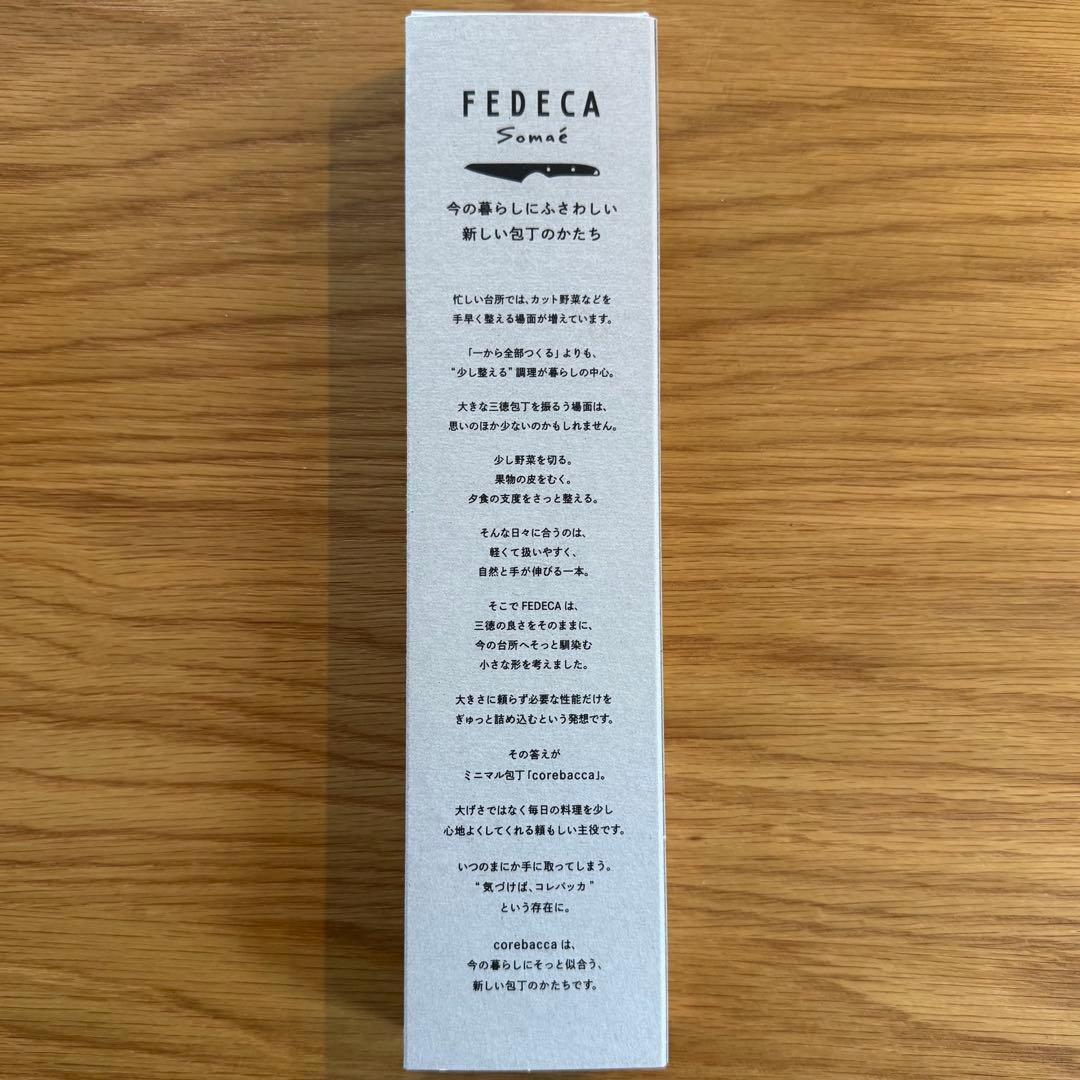 FEDECA
Somaé
今の暮らしにふさわしい
新しい包丁のかたち
忙しい台所では、カット野菜などを
手早く整える場面が増えています。
「一から全部つくる」よりも、
“少し整える”調理が暮らしの中心。
大きな三徳包丁を振るう場面は、
思いのほか少ないのかもしれません。
少し野菜を切る。
果物の皮をむく。
夕食の支度をさっと整える。
そんな日々に合うのは、
軽くて扱いやすく、
自然と手が伸びる一本。
そこで FEDECA は、
三徳の良さをそのままに、
今の台所へそっと馴染む
小さな形を考えました。
大きさに頼らず必要な性能だけを
ぎゅっと詰め込むという発想です。
その答えが
ミニマル包丁「corebacca」。
大げさではなく毎日の料理を少し
心地よくしてくれる頼もしい主役です。
いつのまにか手に取ってしまう。
“気づけば、コレバッカ”
という存在に。
corebacca は、
今の暮らしにそっと似合う、
新しい包丁のかたちです。